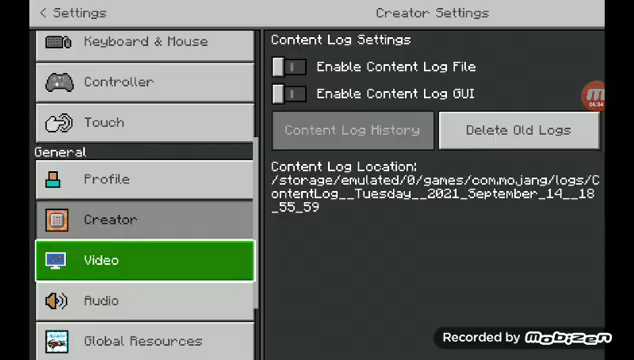 < Settings
Creator Settings
Keyboard & Mouse
Controller
Touch
General
Profile
Creator
Video
Audio
Global Resources
Content Log Settings
Enable Content Log File
Enable Content Log GUI
Content Log History
Delete Old Logs
Content Log Location:
/storage/emulated/0/games/com.mojang/logs/C
ontentLog__Tuesday__2021_September_14__18
_55_59
06:34
Recorded by Mobizen